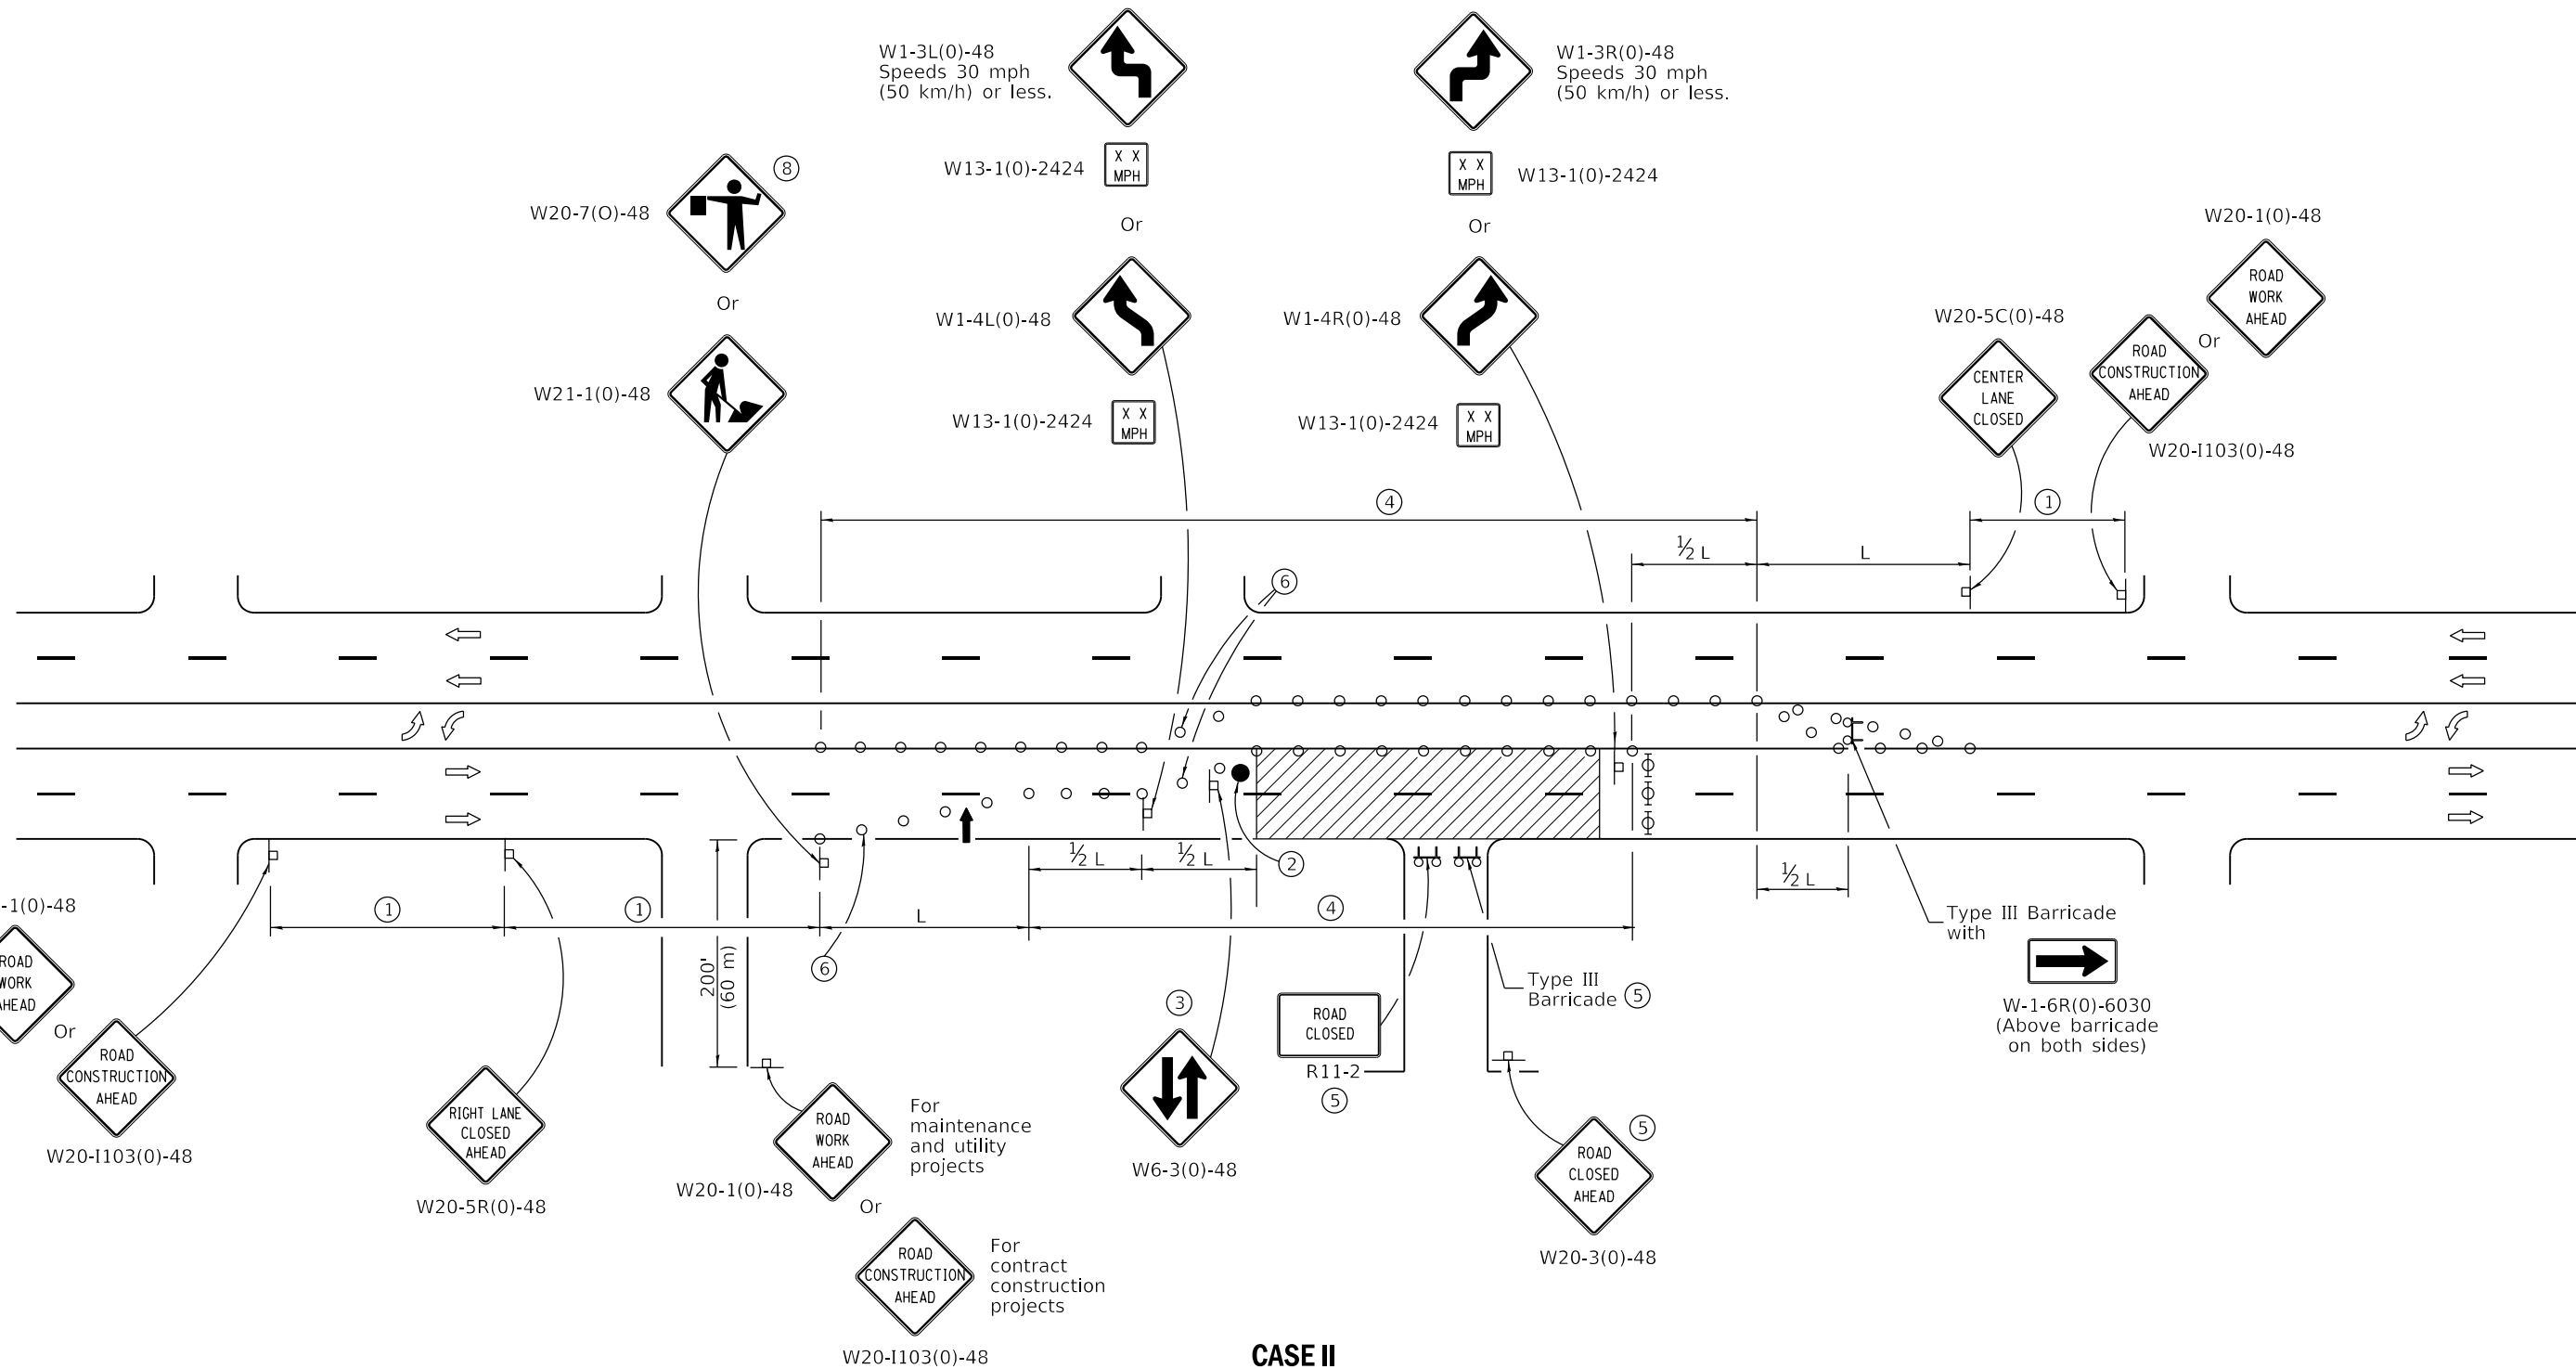 W1-3L(0)-48
Speeds 30 mph
(50 km/h) or less.
W1-3R(0)-48
Speeds 30 mph
(50 km/h) or less.
W13-1(0)-2424
X X
MPH
X X
MPH
W13-1(0)-2424
8
W20-7(O)-48
Or
Or
Or
W20-1(0)-48
ROAD
WORK
AHEAD
W1-4L(0)-48
W1-4R(0)-48
W20-5C(0)-48
CENTER
LANE
CLOSED
Or
ROAD
CONSTRUCTION
AHEAD
W20-I103(0)-48
W21-1(0)-48
W13-1(0)-2424
X X
MPH
W13-1(0)-2424
X X
MPH
4
1
½ L
L
6
2
½ L
½ L
½ L
1
1
L
4
6
200'
(60 m)
-1(0)-48
ROAD
WORK
AHEAD
Or
ROAD
CONSTRUCTION
AHEAD
W20-I103(0)-48
RIGHT LANE
CLOSED
AHEAD
W20-5R(0)-48
ROAD
WORK
AHEAD
W20-1(0)-48
For
maintenance
and utility
projects
Or
ROAD
CONSTRUCTION
AHEAD
W20-I103(0)-48
For
contract
construction
projects
3
W6-3(0)-48
ROAD
CLOSED
R11-2
5
Type III
Barricade 5
5
ROAD
CLOSED
AHEAD
W20-3(0)-48
Type III Barricade
with
W-1-6R(0)-6030
(Above barricade
on both sides)
CASE II